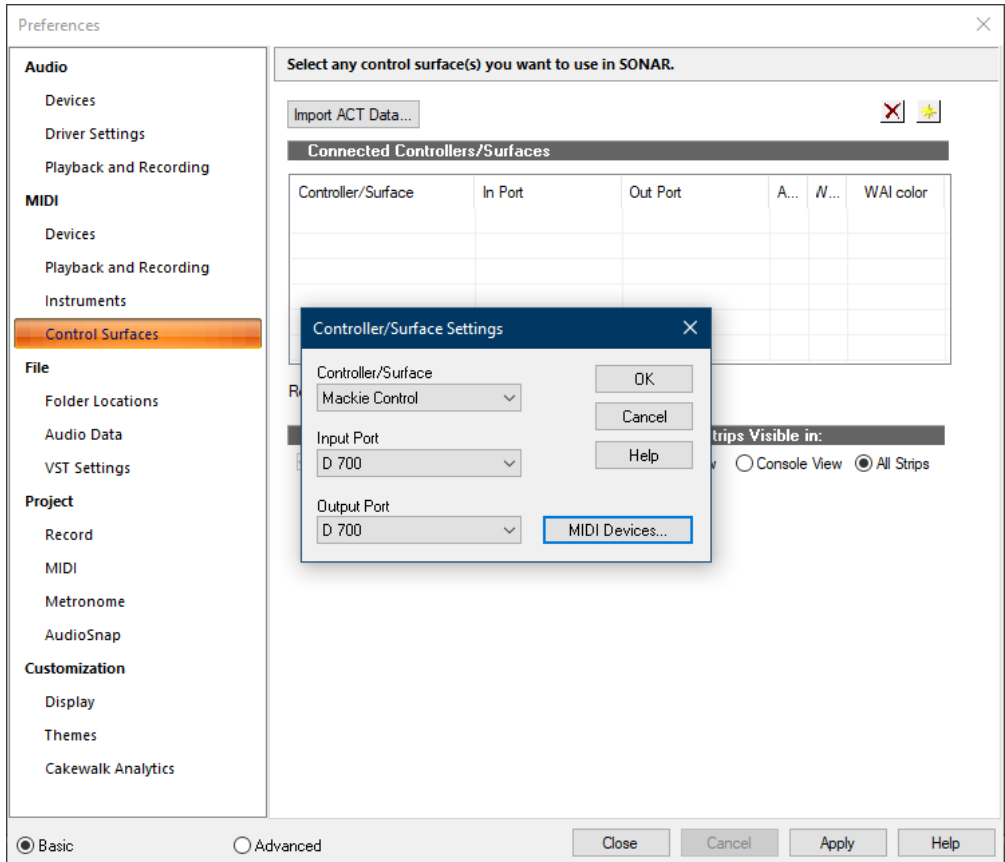 Preferences
Audio
Devices
Driver Settings
Playback and Recording
MIDI
Devices
Playback and Recording
Instruments
Control Surfaces
File
Folder Locations
Audio Data
VST Settings
Project
Record
MIDI
Metronome
AudioSnap
Customization
Display
Themes
Cakewalk Analytics
Basic
Advanced
Select any control surface(s) you want to use in SONAR.
Import ACT Data...
Connected Controllers/Surfaces
Controller/Surface In Port Out Port A... W... WAI color
Controller/Surface Settings
Controller/Surface
Mackie Control
Input Port
D 700
Output Port
D 700
OK
Cancel
Help
MIDI Devices...
trips Visible in:
Console View All Strips
Close Cancel Apply Help